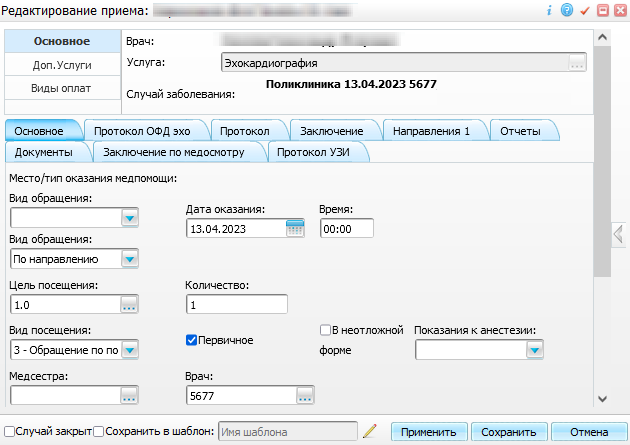 Редактирование приема:
Основное
Доп.Услуги
Виды оплат
Врач:
Услуга: Эхокардиография ...
Случай заболевания: Поликлиника 13.04.2023 5677
Основное Протокол ОФД эхо Протокол Заключение Направления 1 Отчеты
Документы Заключение по медосмотру Протокол УЗИ
Место/тип оказания медпомощи:
Вид обращения: Дата оказания: Время:
13.04.2023 00:00
Вид обращения:
По направлению
Цель посещения: Количество:
1.0 ... 1
Вид посещения: Первичное В неотложной форме Показания к анестезии:
3 - Обращение по по
Медсестра: Врач:
... 5677 ...
Случай закрыт Сохранить в шаблон: Имя шаблона Применить Сохранить Отмена